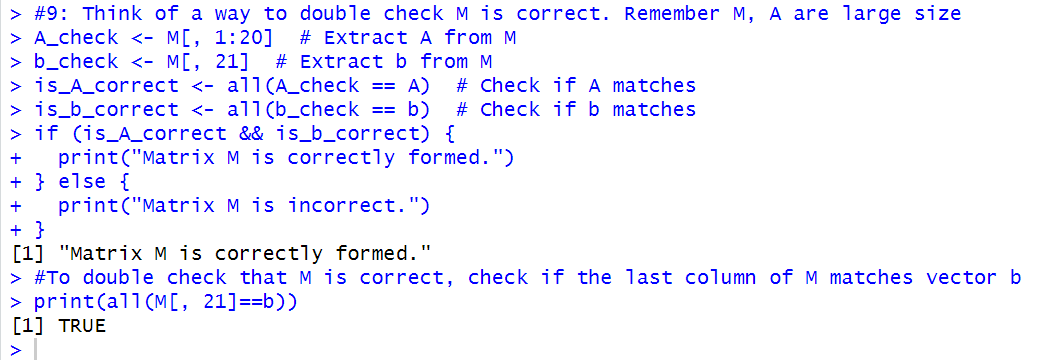 > #9: Think of a way to double check M is correct. Remember M, A are large size
> A_check <- M[, 1:20]  # Extract A from M
> b_check <- M[, 21]  # Extract b from M
> is_A_correct <- all(A_check == A)  # Check if A matches
> is_b_correct <- all(b_check == b)  # Check if b matches
> if (is_A_correct && is_b_correct) {
+   print("Matrix M is correctly formed.")
+ } else {
+   print("Matrix M is incorrect.")
+ }
[1] "Matrix M is correctly formed."
> #To double check that M is correct, check if the last column of M matches vector b
> print(all(M[, 21]==b))
[1] TRUE
>